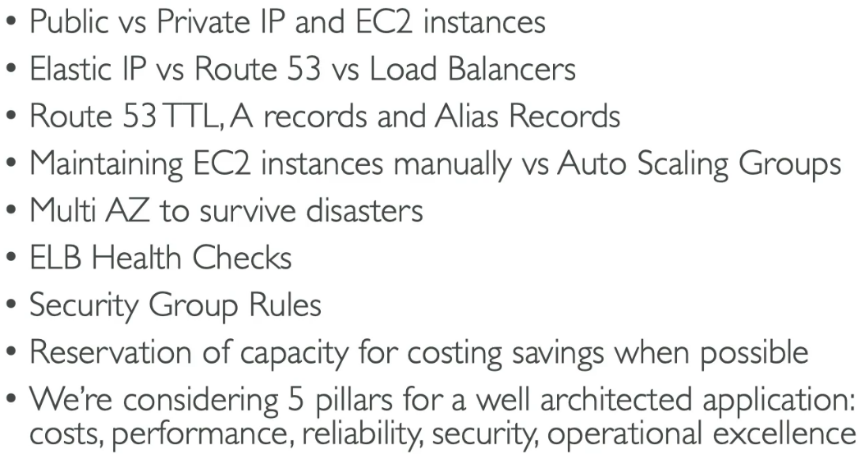 • Public vs Private IP and EC2 instances
• Elastic IP vs Route 53 vs Load Balancers
• Route 53 TTL, A records and Alias Records
• Maintaining EC2 instances manually vs Auto Scaling Groups
• Multi AZ to survive disasters
• ELB Health Checks
• Security Group Rules
• Reservation of capacity for costing savings when possible
• We're considering 5 pillars for a well architected application:
costs, performance, reliability, security, operational excellence